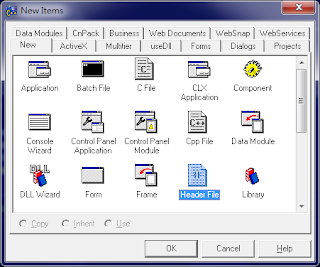 New Items
Data Modules CnPack Business Web Documents WebSnap WebServices
New ActiveX Multitier useDll Forms Dialogs Projects
Application Batch File C File CLX Application Component
Console Wizard Control Panel Application Control Panel Module Cpp File Data Module
DLL Wizard Form Frame Header File Library
Copy Inherit Use
OK Cancel Help